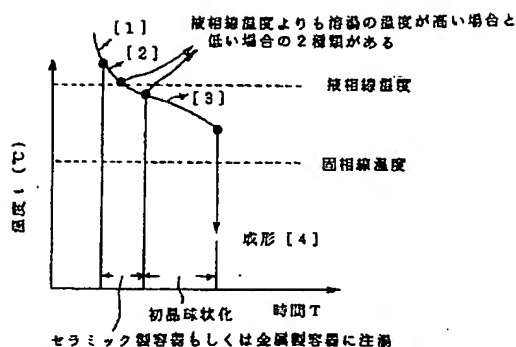 [1]
[2]
液相線温度よりも溶湯の温度が高い場合と
低い場合の2種類がある
液相線温度
[3]
固相線温度
温度t(℃)
成形[4]
初晶球状化
時間T
セラミック製容器もしくは金属製容器に注湯